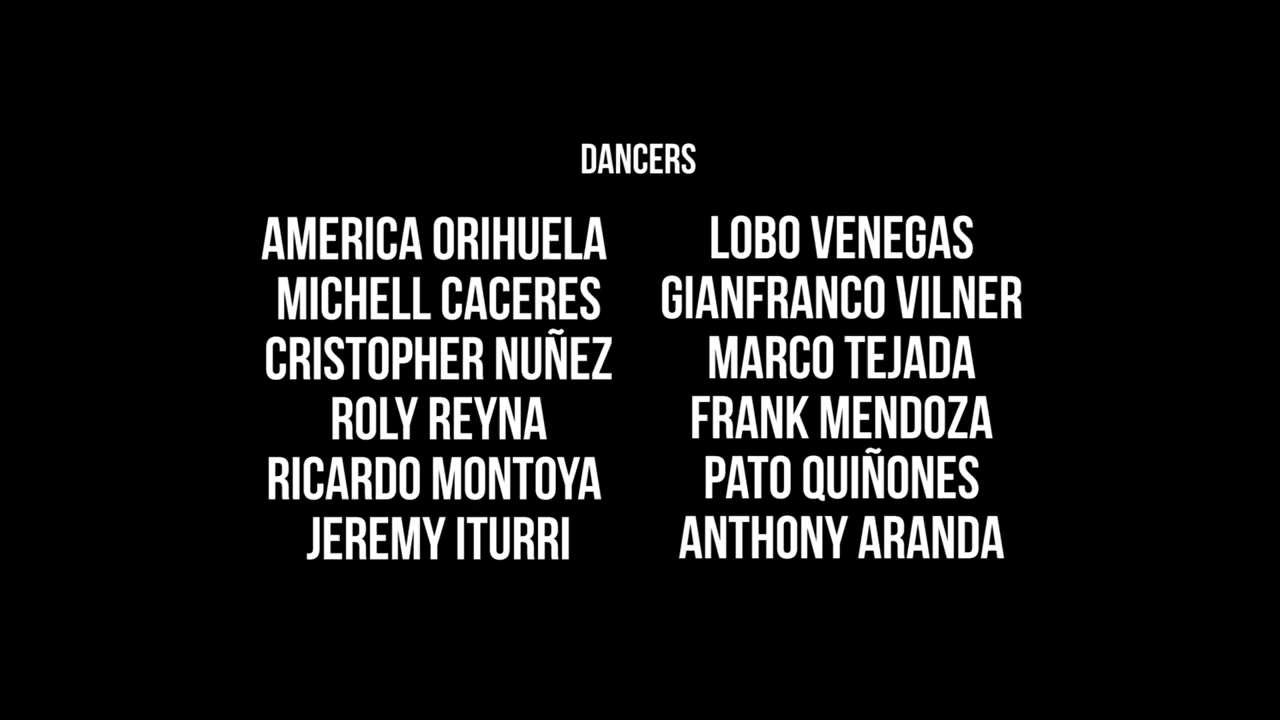 DANCERS
AMERICA ORIHUELA
MICHELL CACERES
CRISTOPHER NUÑEZ
ROLY REYNA
RICARDO MONTOYA
JEREMY ITURRI
LOBO VENEGAS
GIANFRANCO VILNER
MARCO TEJADA
FRANK MENDOZA
PATO QUIÑONES
ANTHONY ARANDA